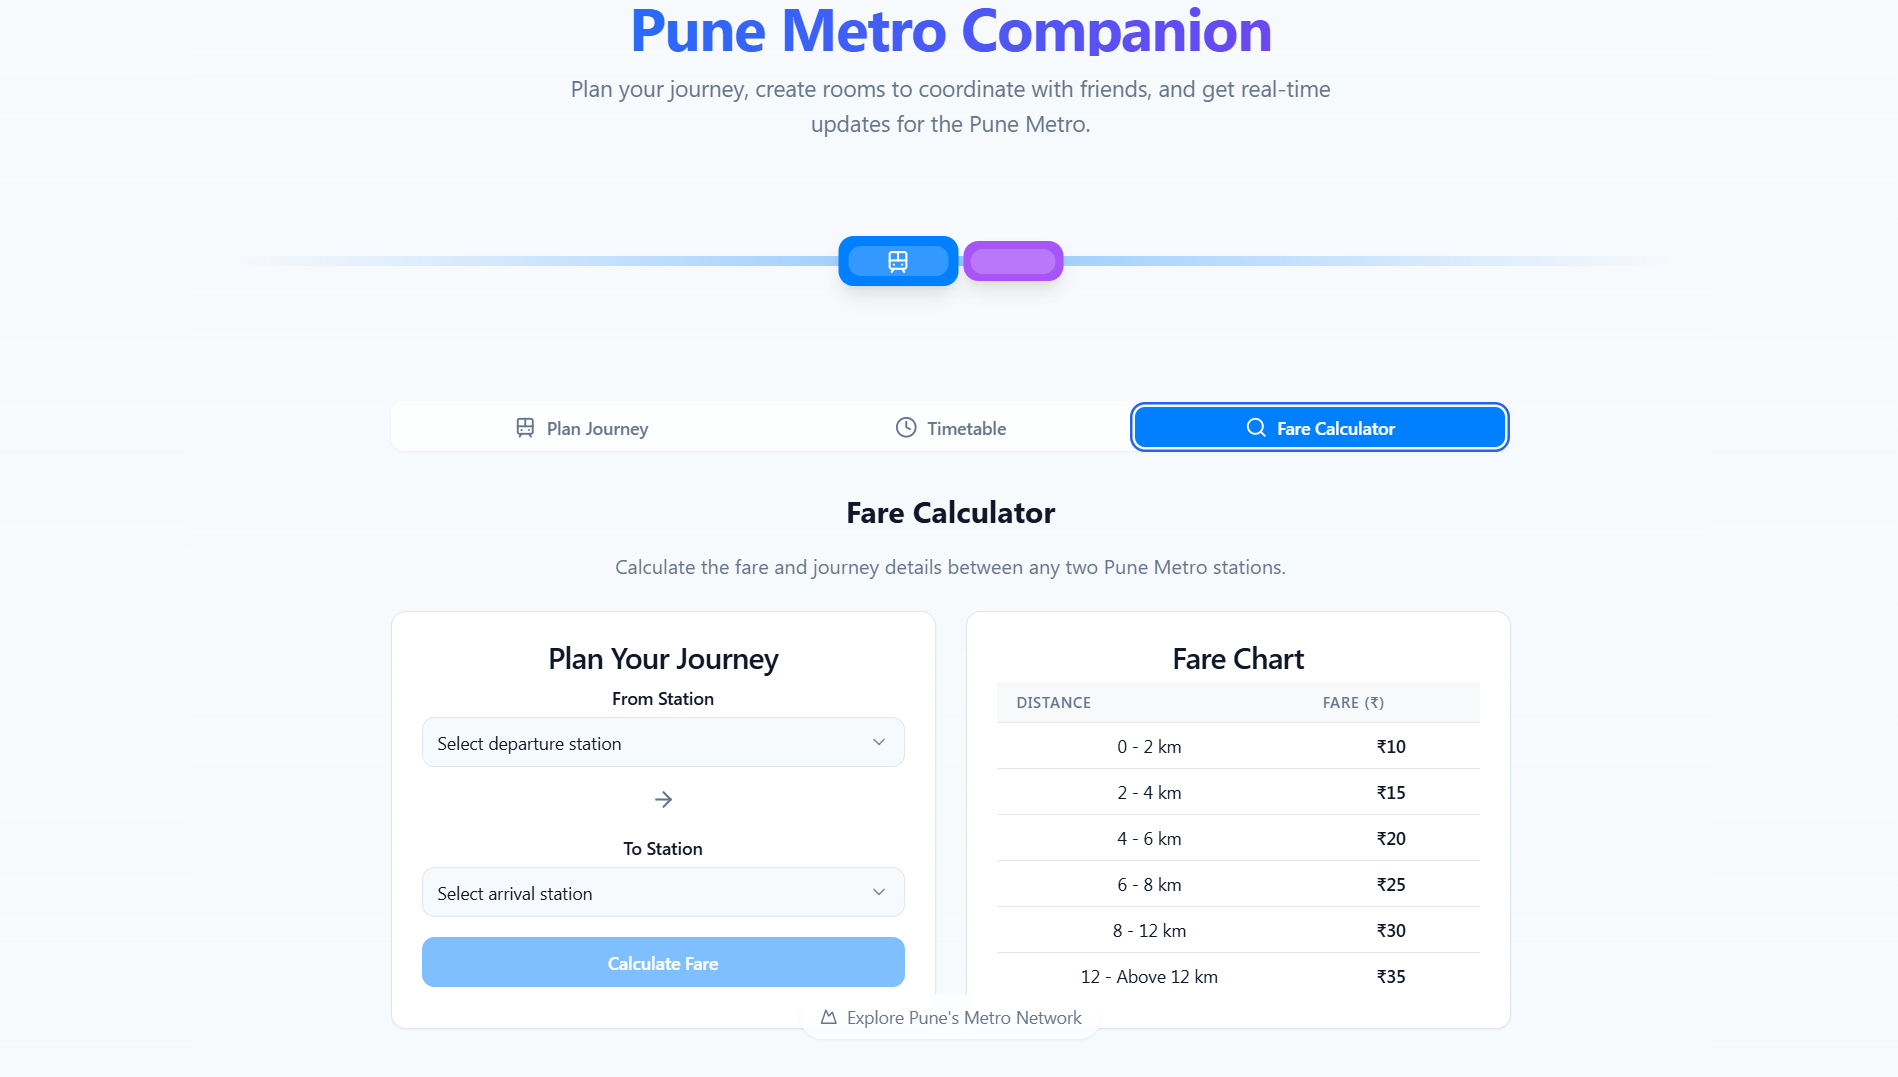 Pune Metro Companion
Plan your journey, create rooms to coordinate with friends, and get real-time
updates for the Pune Metro.
Plan Journey
Timetable
Fare Calculator
Fare Calculator
Calculate the fare and journey details between any two Pune Metro stations.
Plan Your Journey
From Station
Select departure station
To Station
Select arrival station
Calculate Fare
Fare Chart
DISTANCE FARE (₹)
0 - 2 km ₹10
2 - 4 km ₹15
4 - 6 km ₹20
6 - 8 km ₹25
8 - 12 km ₹30
12 - Above 12 km ₹35
Explore Pune's Metro Network